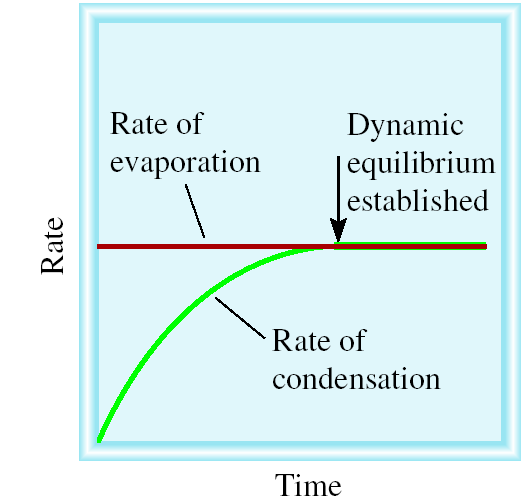 Rate of
evaporation
Dynamic
equilibrium
established
Rate
Rate of
condensation
Time